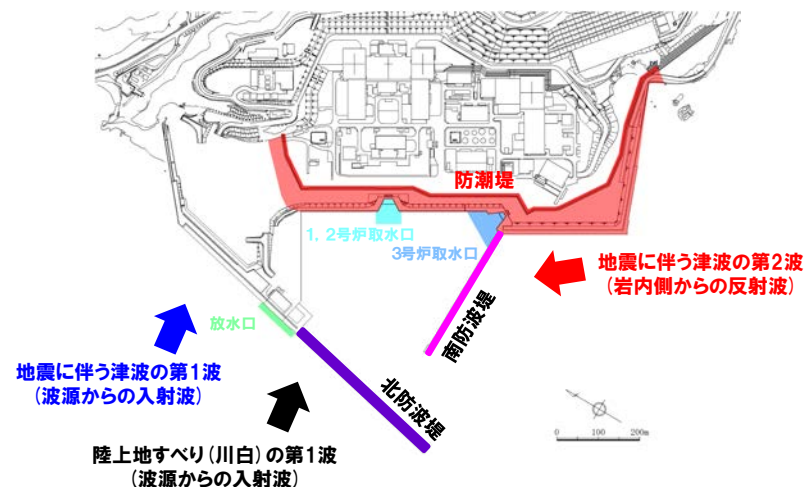 防潮堤
1, 2号炉取水口
3号炉取水口
地震に伴う津波の第2波
(岩内側からの反射波)
放水口
南防波堤
地震に伴う津波の第1波
(波源からの入射波)
北防波堤
陸上地すべり(川白)の第1波
(波源からの入射波)
0 100 200m